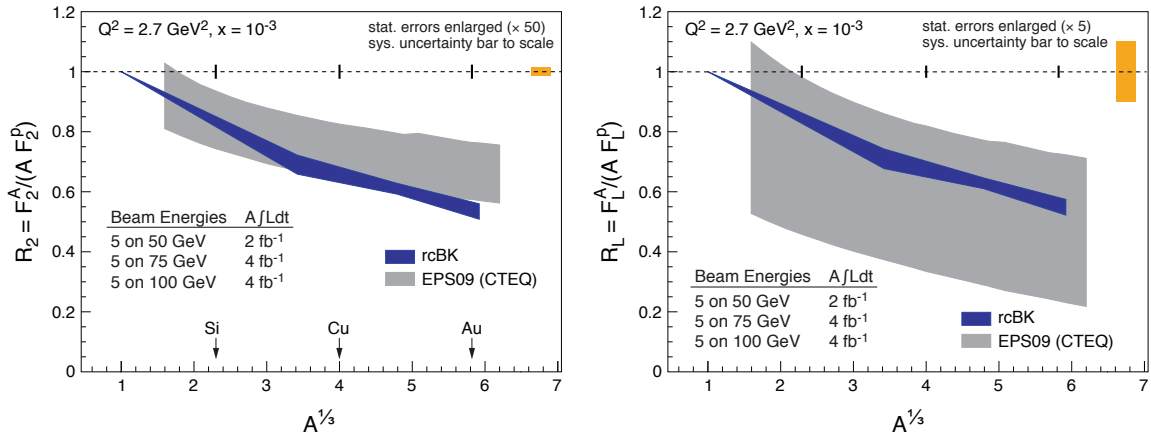 Q² = 2.7 GeV², x = 10⁻³
stat. errors enlarged (× 50)
sys. uncertainty bar to scale
R₂ = F₂ᴬ/(A F₂ᵖ)
1.2
1
0.8
0.6
0.4
0.2
0
Beam Energies A ∫Ldt
5 on 50 GeV 2 fb⁻¹
5 on 75 GeV 4 fb⁻¹
5 on 100 GeV 4 fb⁻¹
rcBK
EPS09 (CTEQ)
Si Cu Au
1 2 3 4 5 6 7
A^⅓
Q² = 2.7 GeV², x = 10⁻³
stat. errors enlarged (× 5)
sys. uncertainty bar to scale
R_L = F_Lᴬ/(A F_Lᵖ)
1.2
1
0.8
0.6
0.4
0.2
0
Beam Energies A ∫Ldt
5 on 50 GeV 2 fb⁻¹
5 on 75 GeV 4 fb⁻¹
5 on 100 GeV 4 fb⁻¹
rcBK
EPS09 (CTEQ)
1 2 3 4 5 6 7
A^⅓